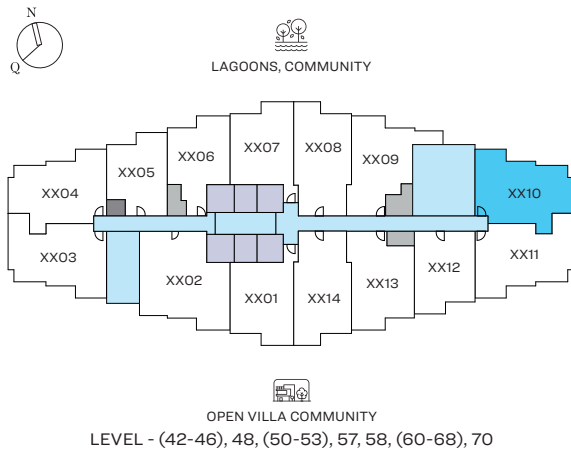 N
Q
LAGOONS, COMMUNITY
XX07 XX08
XX06 XX09
XX05
XX04 XX10
XX03 XX11
XX02 XX12
XX01 XX14 XX13
OPEN VILLA COMMUNITY
LEVEL - (42-46), 48, (50-53), 57, 58, (60-68), 70